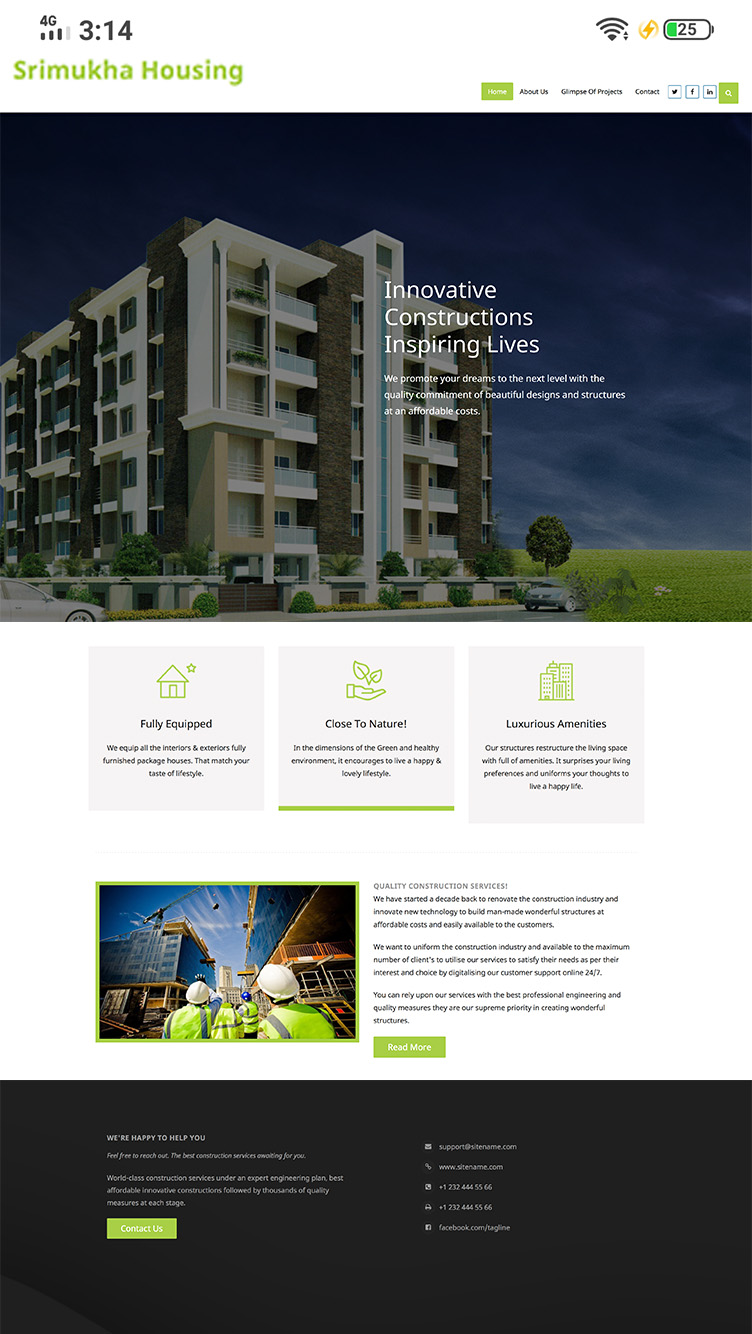 4G
3:14
25
Srimukha Housing
Home About Us Glimpse Of Projects Contact
Innovative
Constructions
Inspiring Lives
We promote your dreams to the next level with the
quality commitment of beautiful designs and structures
at an affordable costs.
Fully Equipped
We equip all the interiors & exteriors fully
furnished package houses. That match your
taste of lifestyle.
Close To Nature!
In the dimensions of the Green and healthy
environment, it encourages to live a happy &
lovely lifestyle.
Luxurious Amenities
Our structures restructure the living space
with full of amenities. It surprises your living
preferences and uniforms your thoughts to
live a happy life.
QUALITY CONSTRUCTION SERVICES!
We have started a decade back to renovate the construction industry and
innovate new technology to build man-made wonderful structures at
affordable costs and easily available to the customers.
We want to uniform the construction industry and available to the maximum
number of client's to utilise our services to satisfy their needs as per their
interest and choice by digitalising our customer support online 24/7.
You can rely upon our services with the best professional engineering and
quality measures they are our supreme priority in creating wonderful
structures.
Read More
WE'RE HAPPY TO HELP YOU
Feel free to reach out. The best construction services awaiting for you.
World-class construction services under an expert engineering plan, best
affordable innovative constructions followed by thousands of quality
measures at each stage.
Contact Us
support@sitename.com
www.sitename.com
+1 232 444 55 66
+1 232 444 55 66
facebook.com/tagline